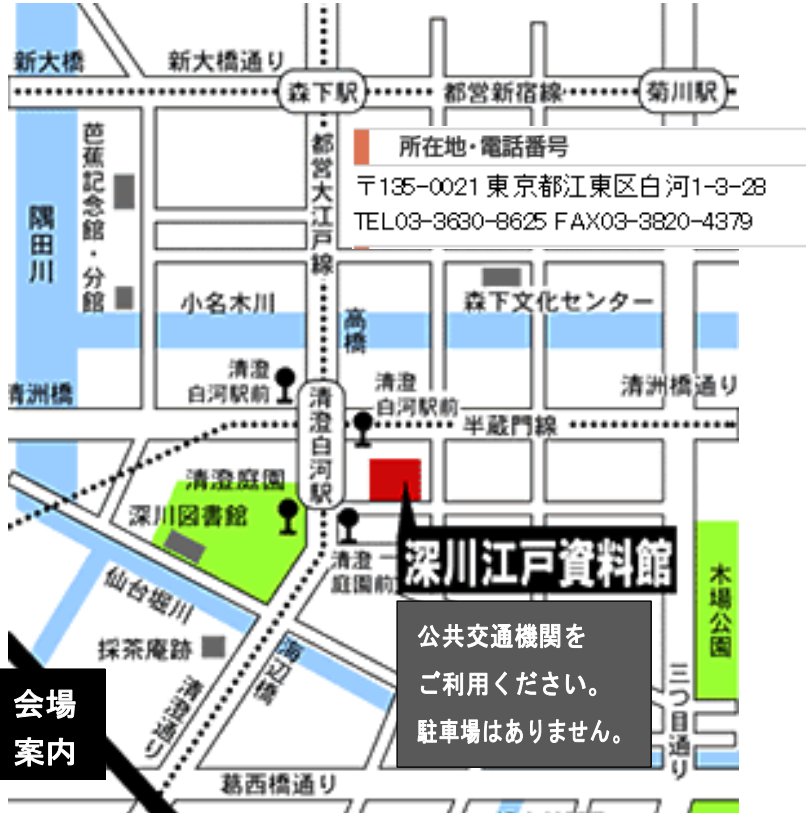 新大橋
新大橋通り
森下駅
都営新宿線
菊川駅
芭蕉記念館・分館
都営大江戸線
所在地・電話番号
〒135-0021 東京都江東区白河1-3-28
TEL03-3630-8625 FAX03-3820-4379
隅田川
小名木川
高橋
森下文化センター
清澄
白河駅前
清澄
白河駅前
清洲橋通り
清洲橋
清澄白河駅
半蔵門線
清澄庭園
深川図書館
清澄
庭園前
深川江戸資料館
仙台堀川
木場公園
公共交通機関を
ご利用ください。
駐車場はありません。
採茶庵跡
海辺橋
清澄通り
三つ目通り
会場
案内
葛西橋通り